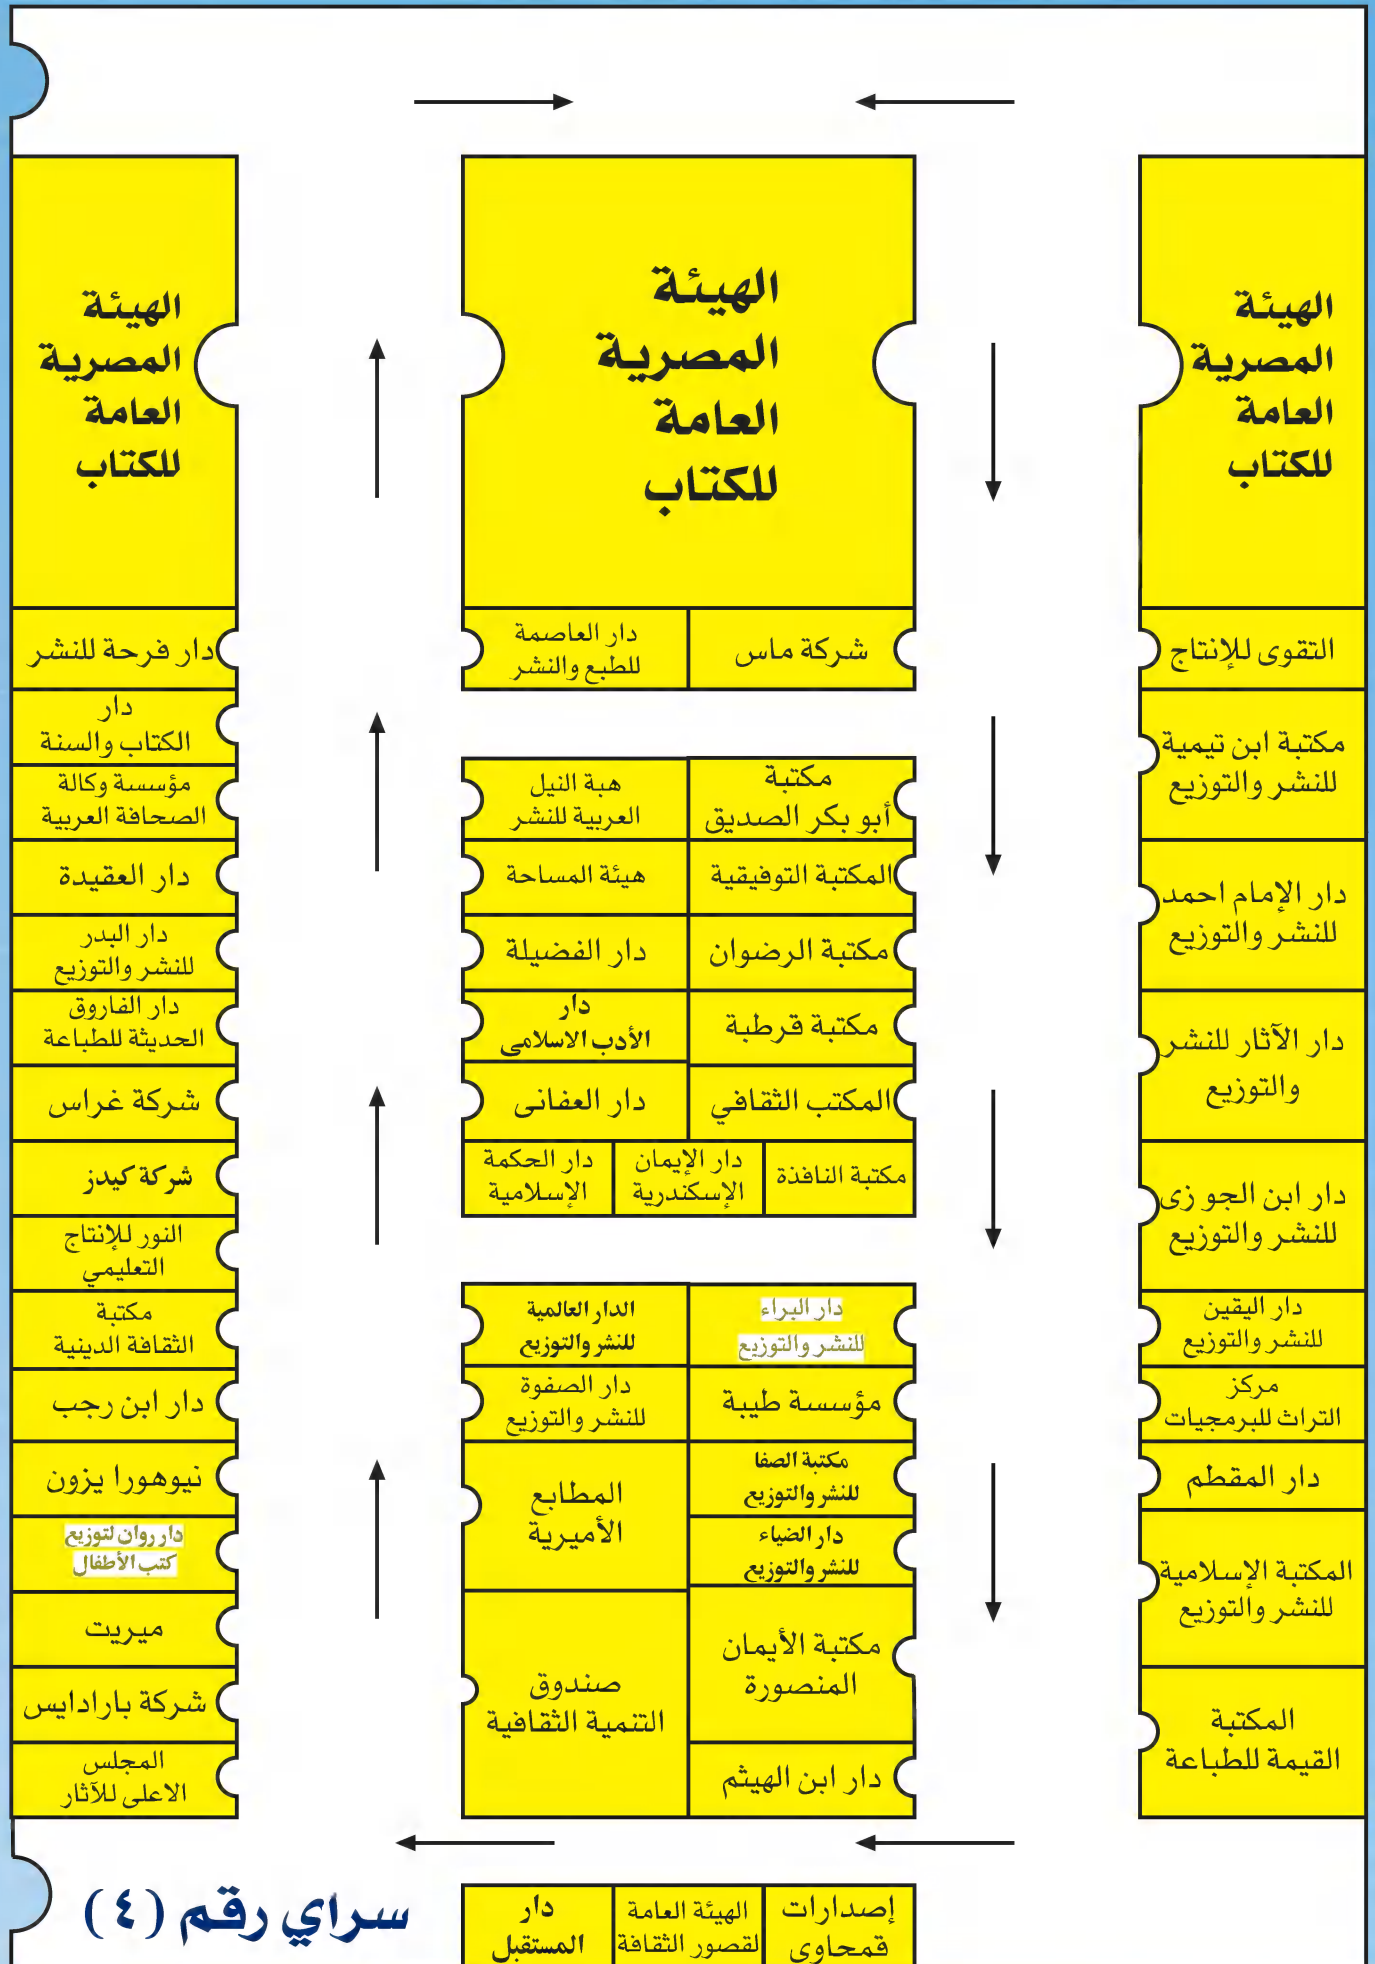 الهيئة
المصرية
العامة
للكتاب
التقوى للإنتاج
مكتبة ابن تيمية
للنشر والتوزيع
دار الإمام احمد
للنشر والتوزيع
دار الآثار للنشر
والتوزيع
دار ابن الجوزى
للنشر والتوزيع
دار اليقين
للنشر والتوزيع
مركز
التراث للبرمجيات
دار المقطم
المكتبة الإسلامية
للنشر والتوزيع
المكتبة
القيمة للطباعة
الهيئة
المصرية
العامة
للكتاب
شركة ماس
دار العاصمة
للطبع والنشر
مكتبة
أبو بكر الصديق
هبة النيل
العربية للنشر
المكتبة التوفيقية
هيئة المساحة
مكتبة الرضوان
دار الفضيلة
مكتبة قرطبة
دار
الأدب الاسلامى
المكتب الثقافي
دار العفانى
مكتبة النافذة
دار الإيمان
الإسكندرية
دار الحكمة
الإسلامية
دار البراء
للنشر والتوزيع
الدار العالمية
للنشر والتوزيع
مؤسسة طيبة
دار الصفوة
للنشر والتوزيع
مكتبة الصفا
للنشر والتوزيع
المطابع
الأميرية
دار الضياء
للنشر والتوزيع
مكتبة الأيمان
المنصورة
صندوق
التنمية الثقافية
دار ابن الهيثم
إصدارات
قمحاوى
الهيئة العامة
لقصور الثقافة
دار
المستقبل
الهيئة
المصرية
العامة
للكتاب
دار فرحة للنشر
دار
الكتاب والسنة
مؤسسة وكالة
الصحافة العربية
دار العقيدة
دار البدر
للنشر والتوزيع
دار الفاروق
الحديثة للطباعة
شركة غراس
شركة كيدز
النور للإنتاج
التعليمي
مكتبة
الثقافة الدينية
دار ابن رجب
نيوهورا يزون
دار روان لتوزيع
كتب الأطفال
ميريت
شركة بارادايس
المجلس
الاعلى للآثار
سراي رقم (٤)